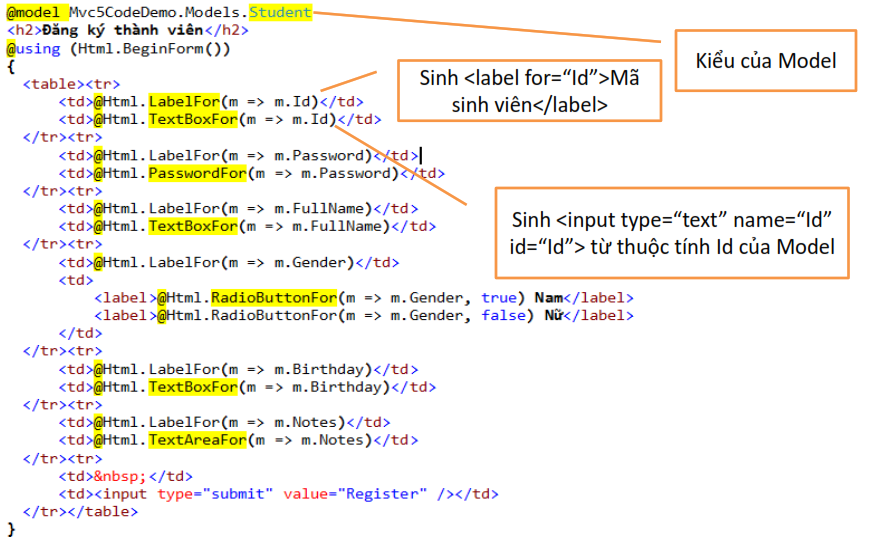 @model Mvc5CodeDemo.Models.Student
<h2>Đăng ký thành viên</h2>
@using (Html.BeginForm())
{
<table><tr>
<td>@Html.LabelFor(m => m.Id)</td>
<td>@Html.TextBoxFor(m => m.Id)</td>
</tr><tr>
<td>@Html.LabelFor(m => m.Password)</td>
<td>@Html.PasswordFor(m => m.Password)</td>
</tr><tr>
<td>@Html.LabelFor(m => m.FullName)</td>
<td>@Html.TextBoxFor(m => m.FullName)</td>
</tr><tr>
<td>@Html.LabelFor(m => m.Gender)</td>
<td>
<label>@Html.RadioButtonFor(m => m.Gender, true) Nam</label>
<label>@Html.RadioButtonFor(m => m.Gender, false) Nữ</label>
</td>
</tr><tr>
<td>@Html.LabelFor(m => m.Birthday)</td>
<td>@Html.TextBoxFor(m => m.Birthday)</td>
</tr><tr>
<td>@Html.LabelFor(m => m.Notes)</td>
<td>@Html.TextAreaFor(m => m.Notes)</td>
</tr><tr>
<td>&nbsp;</td>
<td><input type="submit" value="Register" /></td>
</tr></table>
}
Kiểu của Model
Sinh <label for=“Id”>Mã
sinh viên</label>
Sinh <input type=“text” name=“Id”
id=“Id”> từ thuộc tính Id của Model